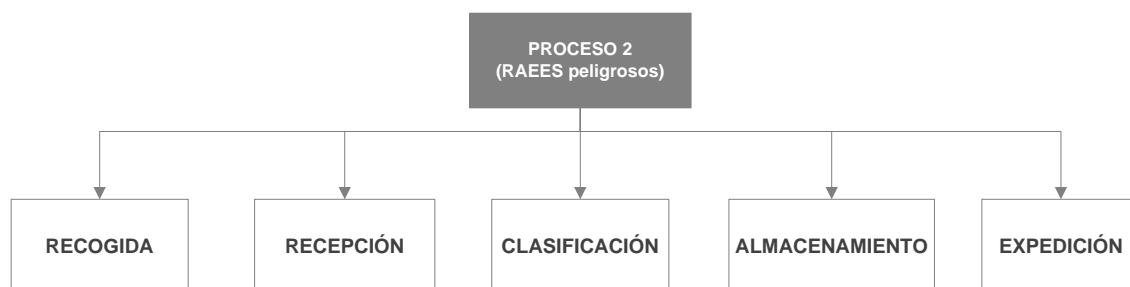 PROCESO 2
(RAEES peligrosos)
RECOGIDA
RECEPCIÓN
CLASIFICACIÓN
ALMACENAMIENTO
EXPEDICIÓN